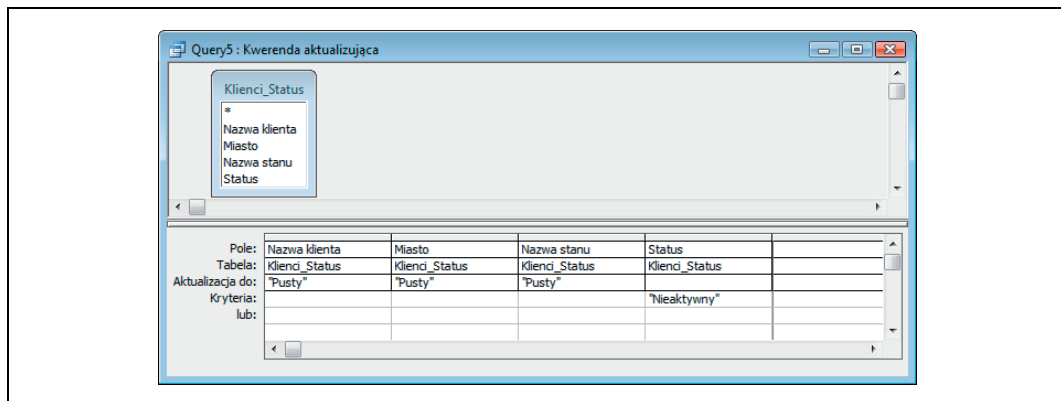 Query5 : Kwerenda aktualizująca
Klienci_Status
*
Nazwa klienta
Miasto
Nazwa stanu
Status
Pole: Nazwa klienta Miasto Nazwa stanu Status
Tabela: Klienci_Status Klienci_Status Klienci_Status Klienci_Status
Aktualizacja do: "Pusty" "Pusty" "Pusty"
Kryteria: "Nieaktywny"
lub: